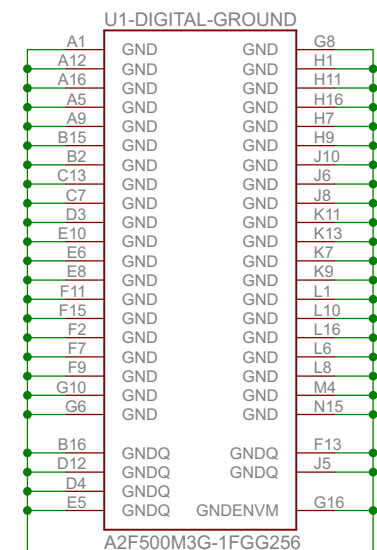 U1-DIGITAL-GROUND
A1 GND GND G8
A12 GND GND H1
A16 GND GND H11
A5 GND GND H16
A9 GND GND H7
B15 GND GND H9
B2 GND GND J10
C13 GND GND J6
C7 GND GND J8
D3 GND GND K11
E10 GND GND K13
E6 GND GND K7
E8 GND GND K9
F11 GND GND L1
F15 GND GND L10
F2 GND GND L16
F7 GND GND L6
F9 GND GND L8
G10 GND GND M4
G6 GND GND N15
B16 GNDQ GNDQ F13
D12 GNDQ GNDQ J5
D4 GNDQ
E5 GNDQ GNDENVM G16
A2F500M3G-1FGG256